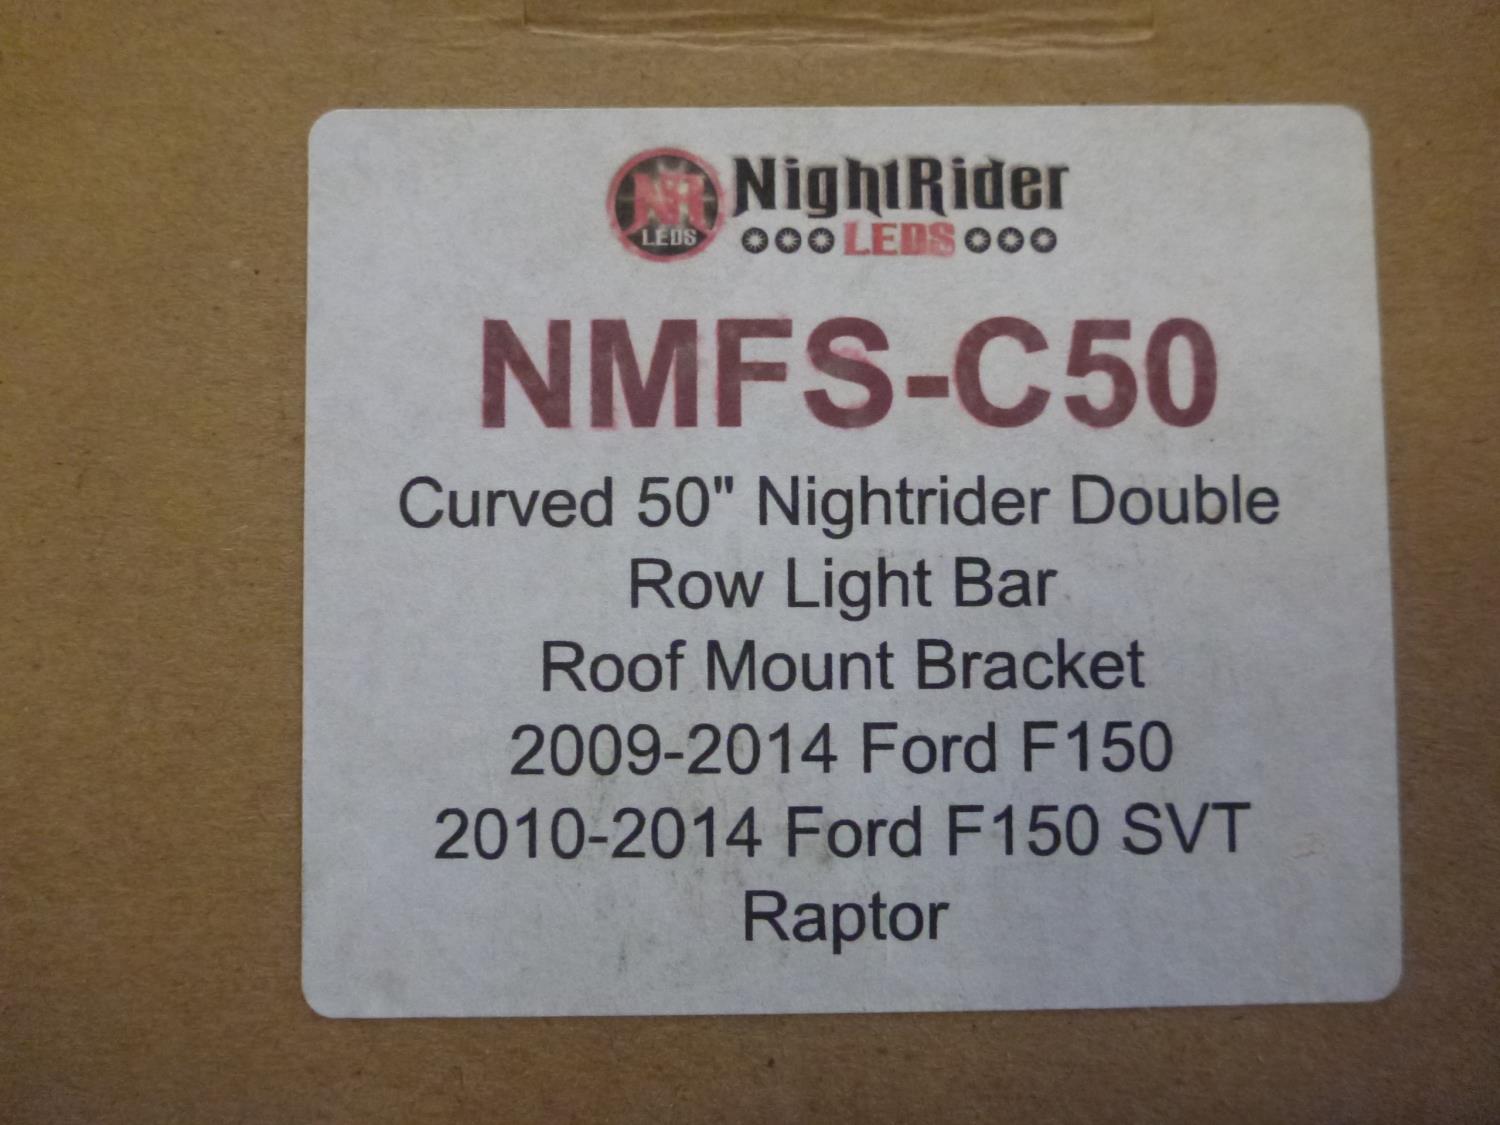 NR
LEDS
NightRider
LEDS
NMFS-C50
Curved 50" Nightrider Double
Row Light Bar
Roof Mount Bracket
2009-2014 Ford F150
2010-2014 Ford F150 SVT
Raptor